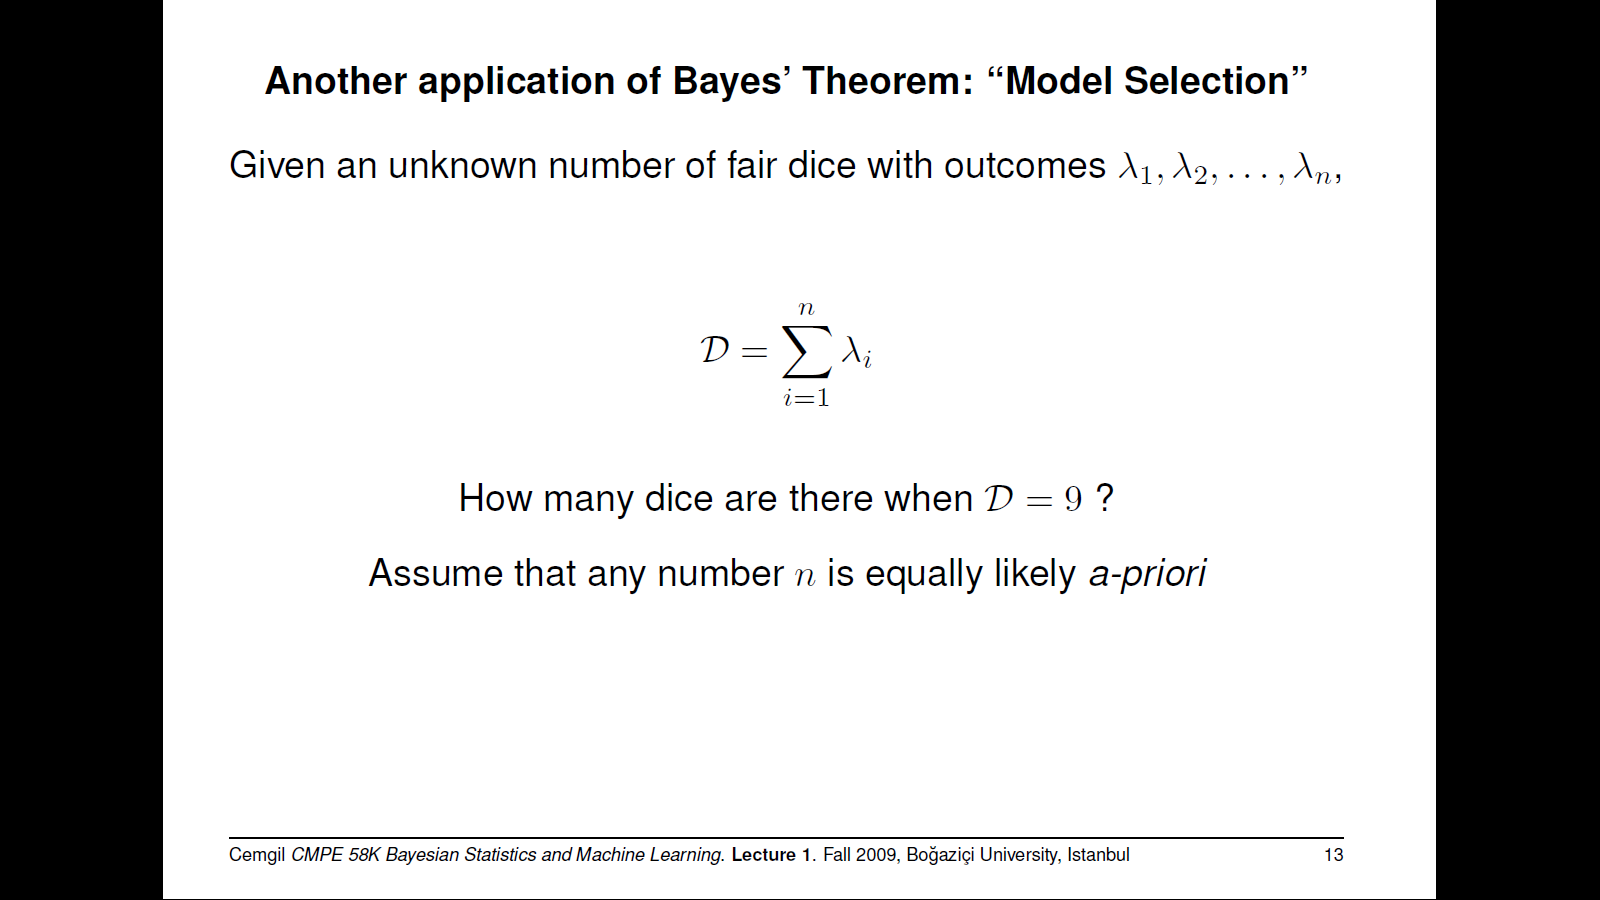 Another application of Bayes’ Theorem: “Model Selection”
Given an unknown number of fair dice with outcomes λ₁, λ₂, . . . , λₙ,
𝒟 = ∑ᵢ₌₁ⁿ λᵢ
How many dice are there when 𝒟 = 9 ?
Assume that any number n is equally likely a-priori
Cemgil CMPE 58K Bayesian Statistics and Machine Learning. Lecture 1. Fall 2009, Boğaziçi University, Istanbul 13